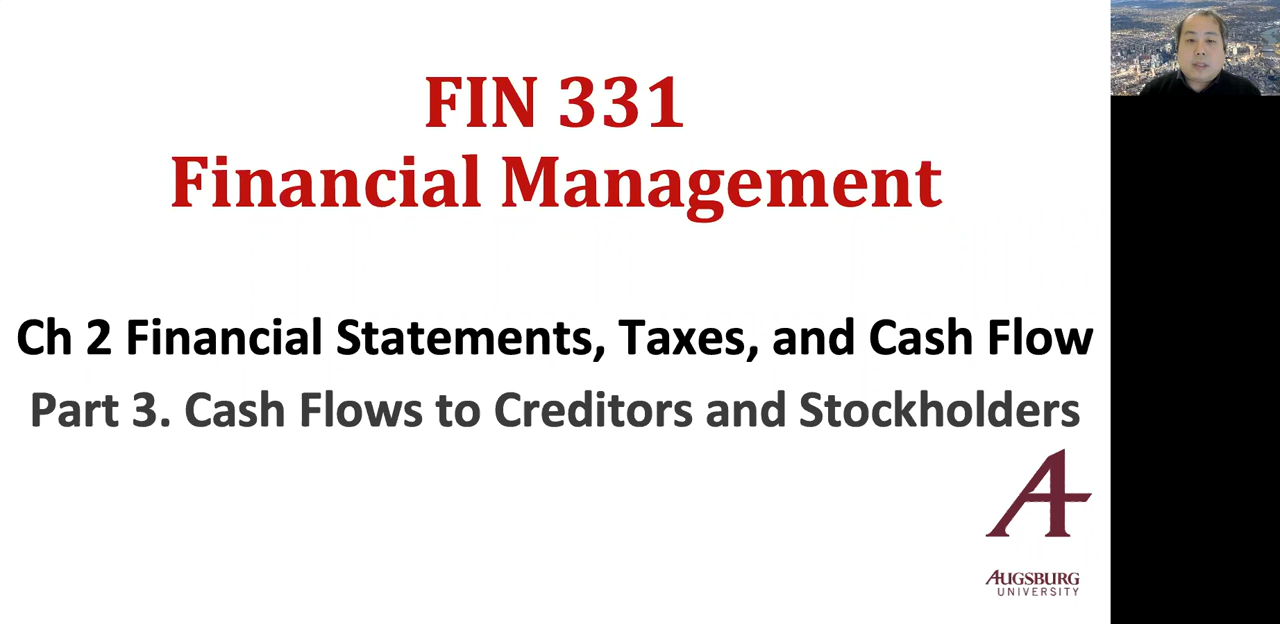 FIN 331
Financial Management
Ch 2 Financial Statements, Taxes, and Cash Flow
Part 3. Cash Flows to Creditors and Stockholders
A
AUGSBURG
UNIVERSITY